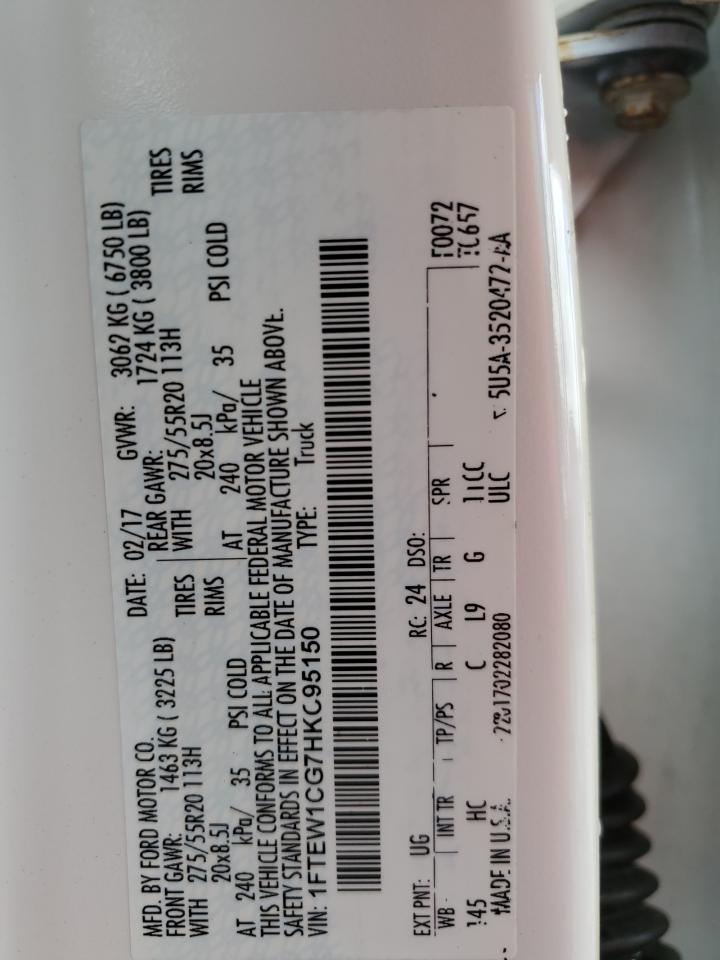 MFD. BY FORD MOTOR CO. DATE: 02/17 GVWR: 3062 KG ( 6750 LB)
FRONT GAWR: 1463 KG ( 3225 LB) REAR GAWR: 1724 KG ( 3800 LB)
WITH 275/55R20 113H TIRES WITH 275/55R20 113H TIRES
20x8.5J RIMS 20x8.5J RIMS
AT 240 kPa/ 35 PSI COLD AT 240 kPa/ 35 PSI COLD
THIS VEHICLE CONFORMS TO ALL APPLICABLE FEDERAL MOTOR VEHICLE
SAFETY STANDARDS IN EFFECT ON THE DATE OF MANUFACTURE SHOWN ABOVE.
VIN: 1FTEW1CG7HKC95150 TYPE: Truck
EXT PNT: UG RC: 24 DSO: F0072
WB INT TR TP/PS R AXLE TR SPR
145 HC C L9 G
MADE IN U.S.A. ULC